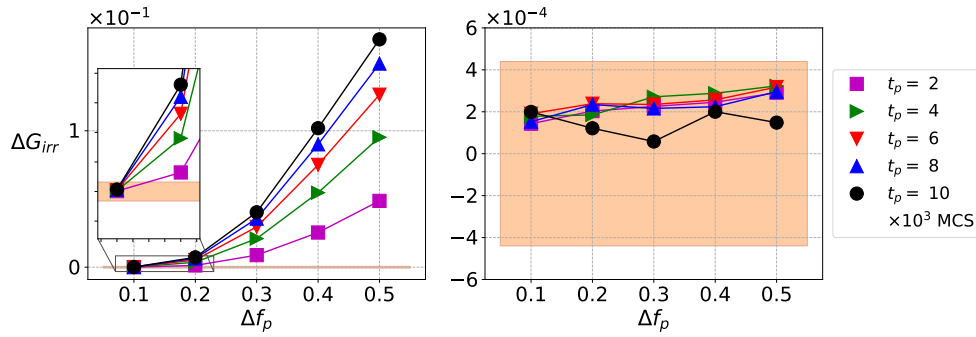 ×10⁻¹
ΔG_irr
1
0
0.1 0.2 0.3 0.4 0.5
Δf_p
×10⁻⁴
6
4
2
0
−2
−4
−6
0.1 0.2 0.3 0.4 0.5
Δf_p
t_p = 2
t_p = 4
t_p = 6
t_p = 8
t_p = 10
×10³ MCS